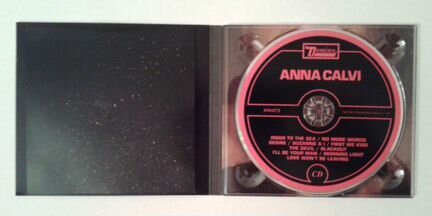 Domino
ANNA CALVI
RIDER TO THE SEA / NO MORE WORDS
DESIRE / SUZANNE & I / FIRST WE KISS
THE DEVIL / BLACKOUT
I'LL BE YOUR MAN / MORNING LIGHT
LOVE WON'T BE LEAVING
CD